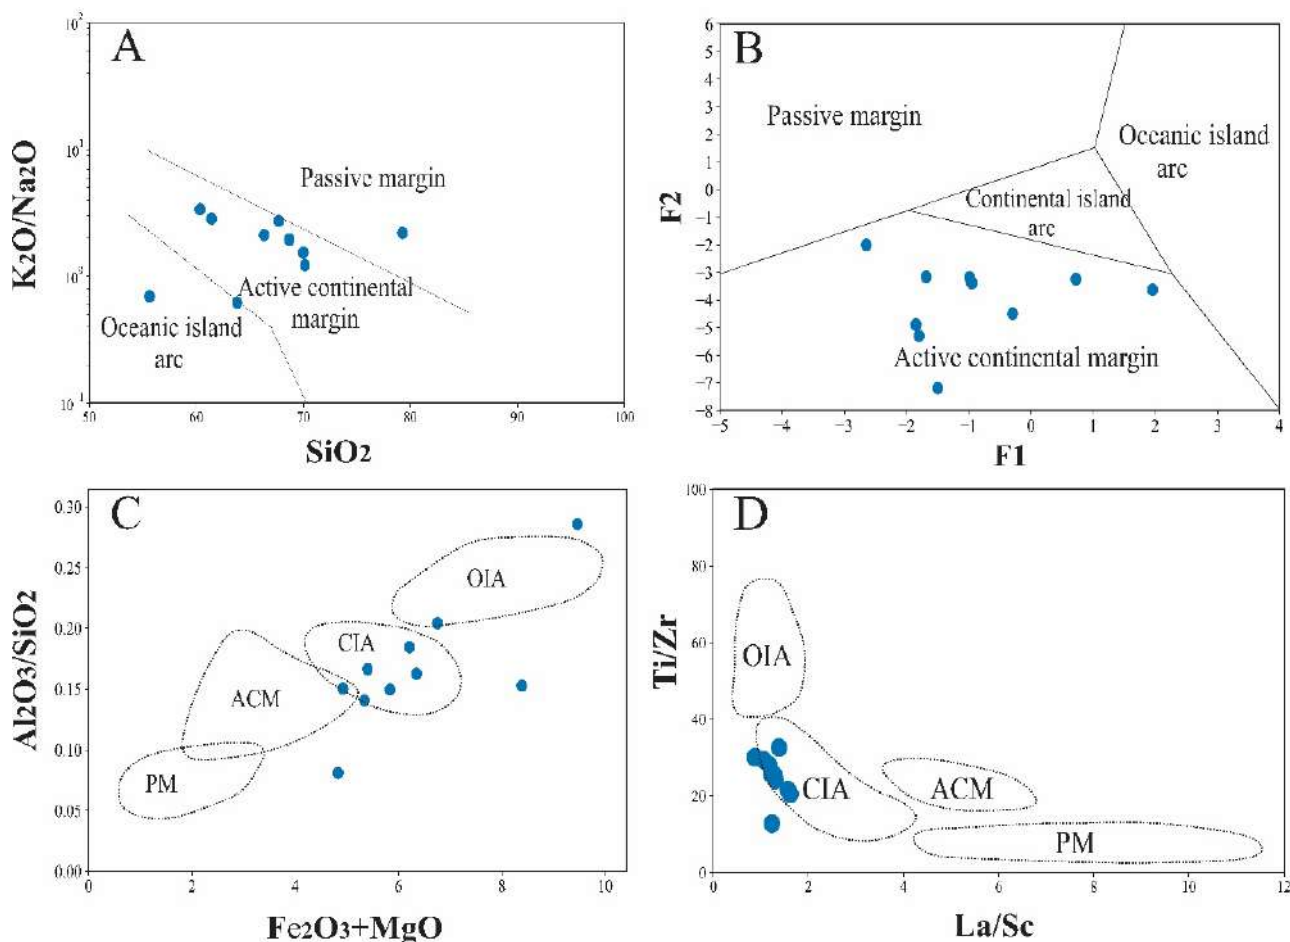 A
10²
10¹
10⁰
10⁻¹
K₂O/Na₂O
Passive margin
Active continental
margin
Oceanic island
arc
50
60
70
80
90
100
SiO₂
B
6
5
4
3
2
1
0
−1
−2
−3
−4
−5
−6
−7
−8
F2
Passive margin
Oceanic island
arc
Continental island
arc
Active continental margin
−5
−4
−3
−2
−1
0
1
2
3
4
F1
C
0.30
0.25
0.20
0.15
0.10
0.05
0.00
Al₂O₃/SiO₂
OIA
CIA
ACM
PM
0
2
4
6
8
10
Fe₂O₃+MgO
D
100
80
60
40
20
0
Ti/Zr
OIA
CIA
ACM
PM
0
2
4
6
8
10
12
La/Sc